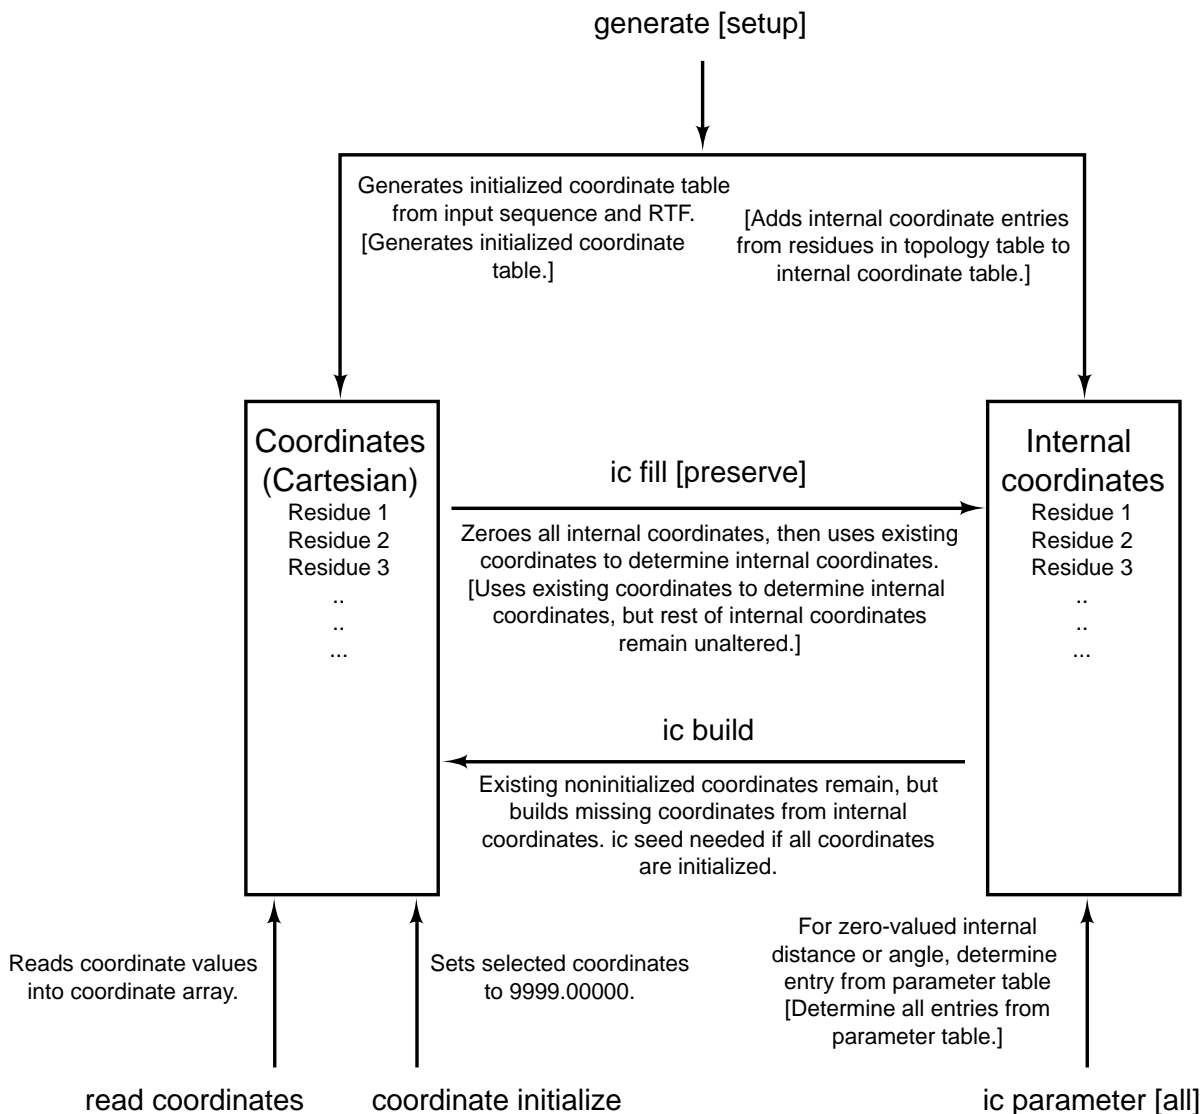 generate [setup]
Generates initialized coordinate table
from input sequence and RTF.
[Generates initialized coordinate
table.]
[Adds internal coordinate entries
from residues in topology table to
internal coordinate table.]
Coordinates
(Cartesian)
Residue 1
Residue 2
Residue 3
..
..
...
ic fill [preserve]
Zeroes all internal coordinates, then uses existing
coordinates to determine internal coordinates.
[Uses existing coordinates to determine internal
coordinates, but rest of internal coordinates
remain unaltered.]
ic build
Existing noninitialized coordinates remain, but
builds missing coordinates from internal
coordinates. ic seed needed if all coordinates
are initialized.
Internal
coordinates
Residue 1
Residue 2
Residue 3
..
..
...
Reads coordinate values
into coordinate array.
Sets selected coordinates
to 9999.00000.
For zero-valued internal
distance or angle, determine
entry from parameter table
[Determine all entries from
parameter table.]
read coordinates
coordinate initialize
ic parameter [all]